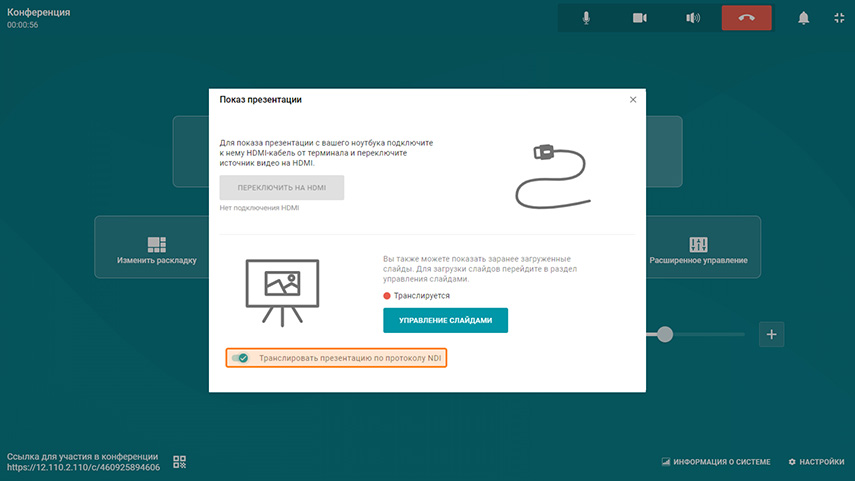 Конференция
00:00:56
Показ презентации
Для показа презентации с вашего ноутбука подключите
к нему HDMI-кабель от терминала и переключите
источник видео на HDMI.
ПЕРЕКЛЮЧИТЬ НА HDMI
Нет подключения HDMI
Изменить раскладку
Расширенное управление
Вы также можете показать заранее загруженные
слайды. Для загрузки слайдов перейдите в раздел
управления слайдами.
Транслируется
УПРАВЛЕНИЕ СЛАЙДАМИ
Транслировать презентацию по протоколу NDI
Ссылка для участия в конференции
https://12.110.2.110/c/460925894606
ИНФОРМАЦИЯ О СИСТЕМЕ
НАСТРОЙКИ